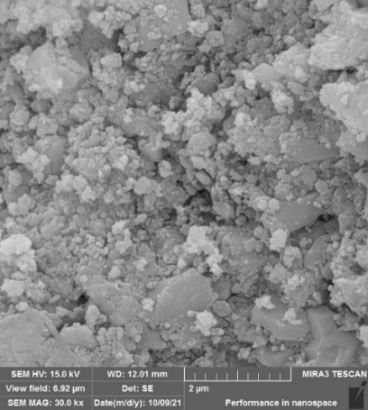 SEM HV: 15.0 kV WD: 12.01 mm MIRA3 TESCAN
View field: 6.92 µm Det: SE 2 µm
SEM MAG: 30.0 kx Date(m/d/y): 10/09/21 Performance in nanospace